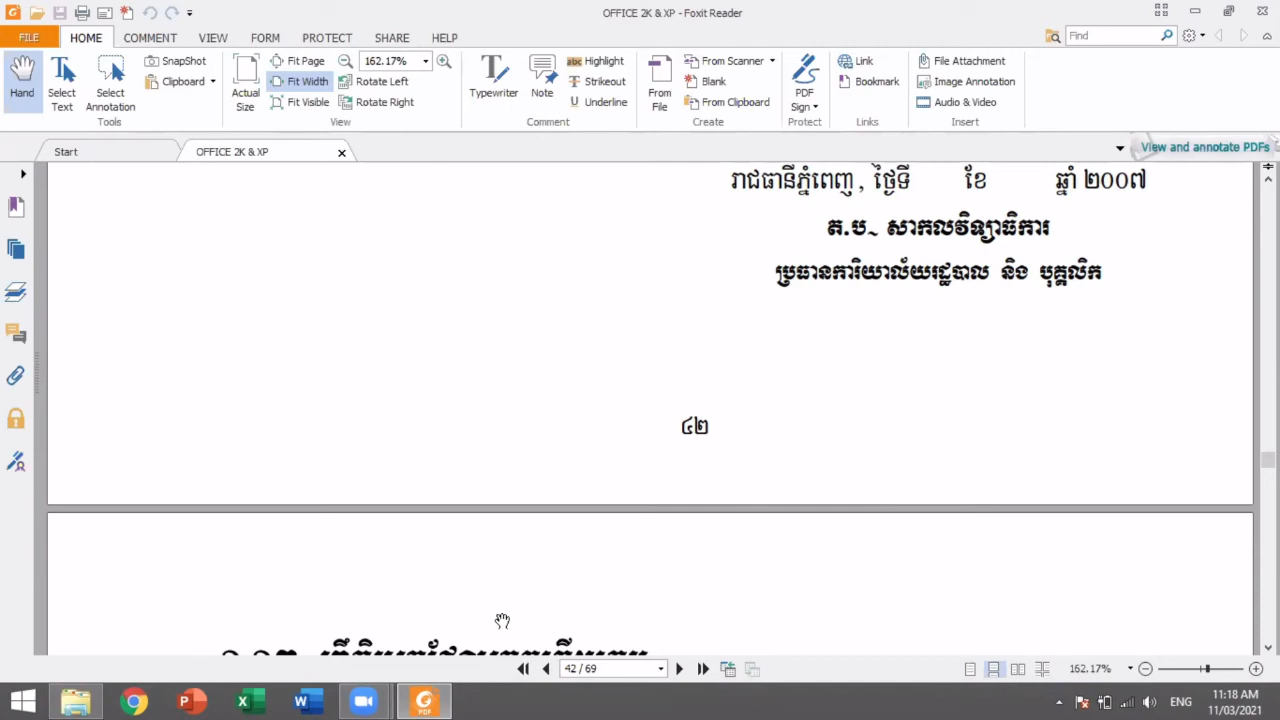 OFFICE 2K & XP - Foxit Reader
FILE HOME COMMENT VIEW FORM PROTECT SHARE HELP
Find
Hand
Select Text
Select Annotation
SnapShot
Clipboard
Tools
Actual Size
Fit Page
Fit Width
Fit Visible
162.17%
Rotate Left
Rotate Right
View
Typewriter
Note
Highlight
Strikeout
Underline
Comment
From File
From Scanner
Blank
From Clipboard
Create
PDF Sign
Protect
Link
Bookmark
Links
File Attachment
Image Annotation
Audio & Video
Insert
Start
OFFICE 2K & XP
View and annotate PDFs
រាជធានីភ្នំពេញ, ថ្ងៃទី ខែ ឆ្នាំ ២០០៧
ត.ប~ សាកលវិទ្យាធិការ
ប្រធានការិយាល័យរដ្ឋបាល និង បុគ្គលិក
៤២
42 / 69
162.17%
ENG
11:18 AM
11/03/2021